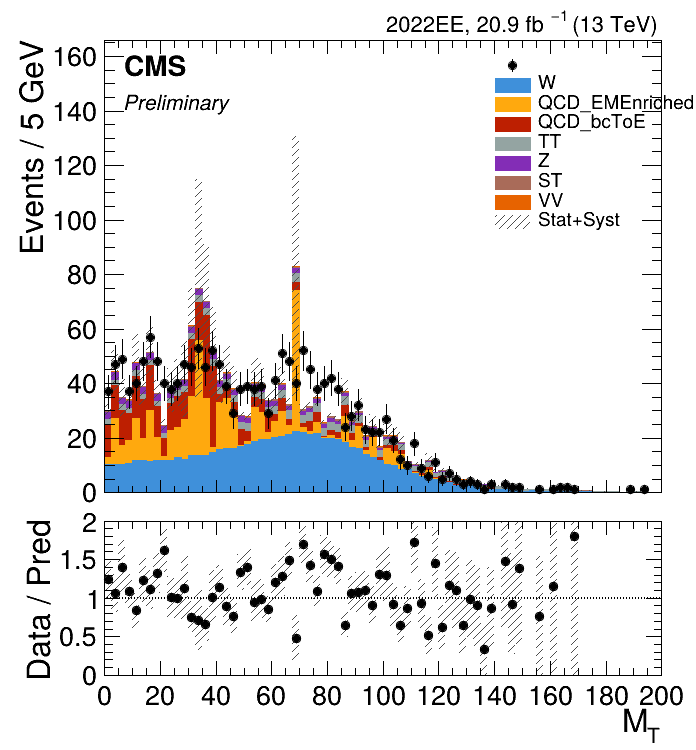 2022EE, 20.9 fb⁻¹ (13 TeV)
CMS
Preliminary
W
QCD_EMEnriched
QCD_bcToE
TT
Z
ST
VV
Stat+Syst
Events / 5 GeV
160
140
120
100
80
60
40
20
0
Data / Pred
2
1.5
1
0.5
0
0 20 40 60 80 100 120 140 160 180 200
M_T